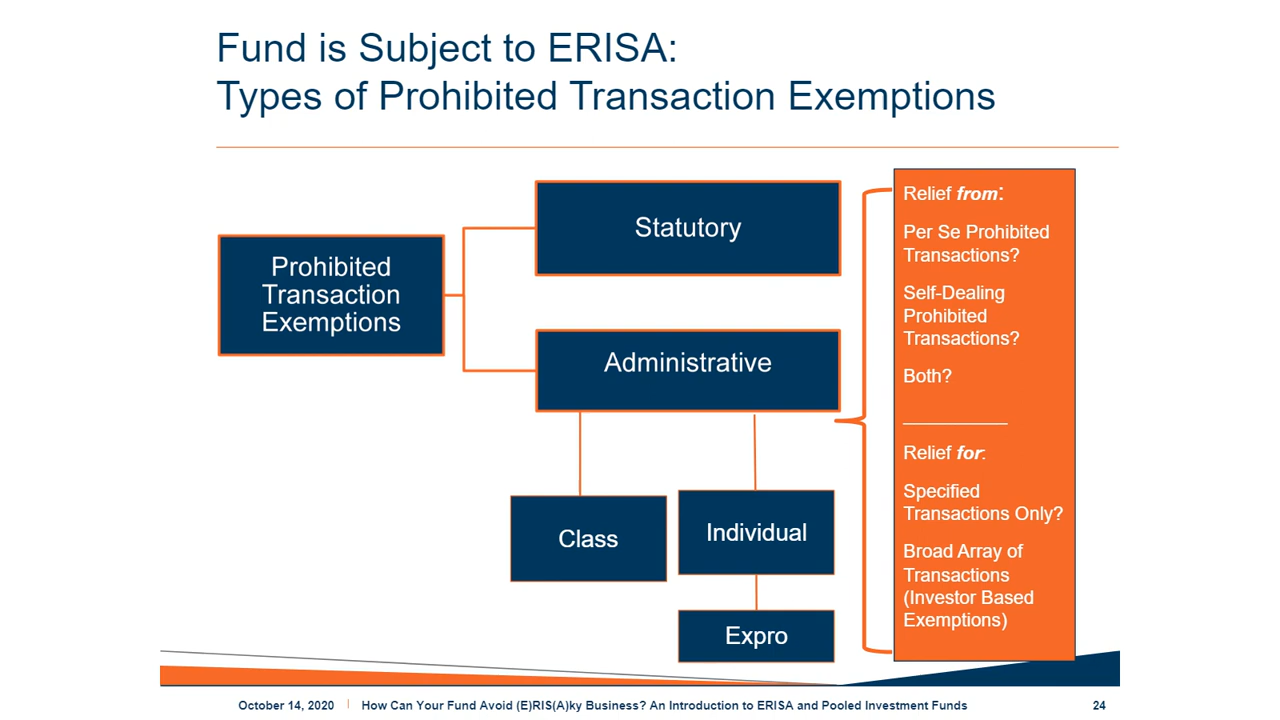 Fund is Subject to ERISA:
Types of Prohibited Transaction Exemptions
Prohibited
Transaction
Exemptions
Statutory
Administrative
Class
Individual
Expro
Relief from:
Per Se Prohibited
Transactions?
Self-Dealing
Prohibited
Transactions?
Both?
___________
Relief for:
Specified
Transactions Only?
Broad Array of
Transactions
(Investor Based
Exemptions)
October 14, 2020 | How Can Your Fund Avoid (E)RIS(A)ky Business? An Introduction to ERISA and Pooled Investment Funds 24